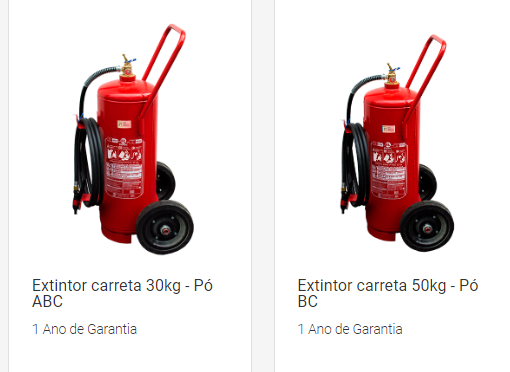 Extintor carreta 30kg - Pó
ABC
1 Ano de Garantia
Extintor carreta 50kg - Pó
BC
1 Ano de Garantia